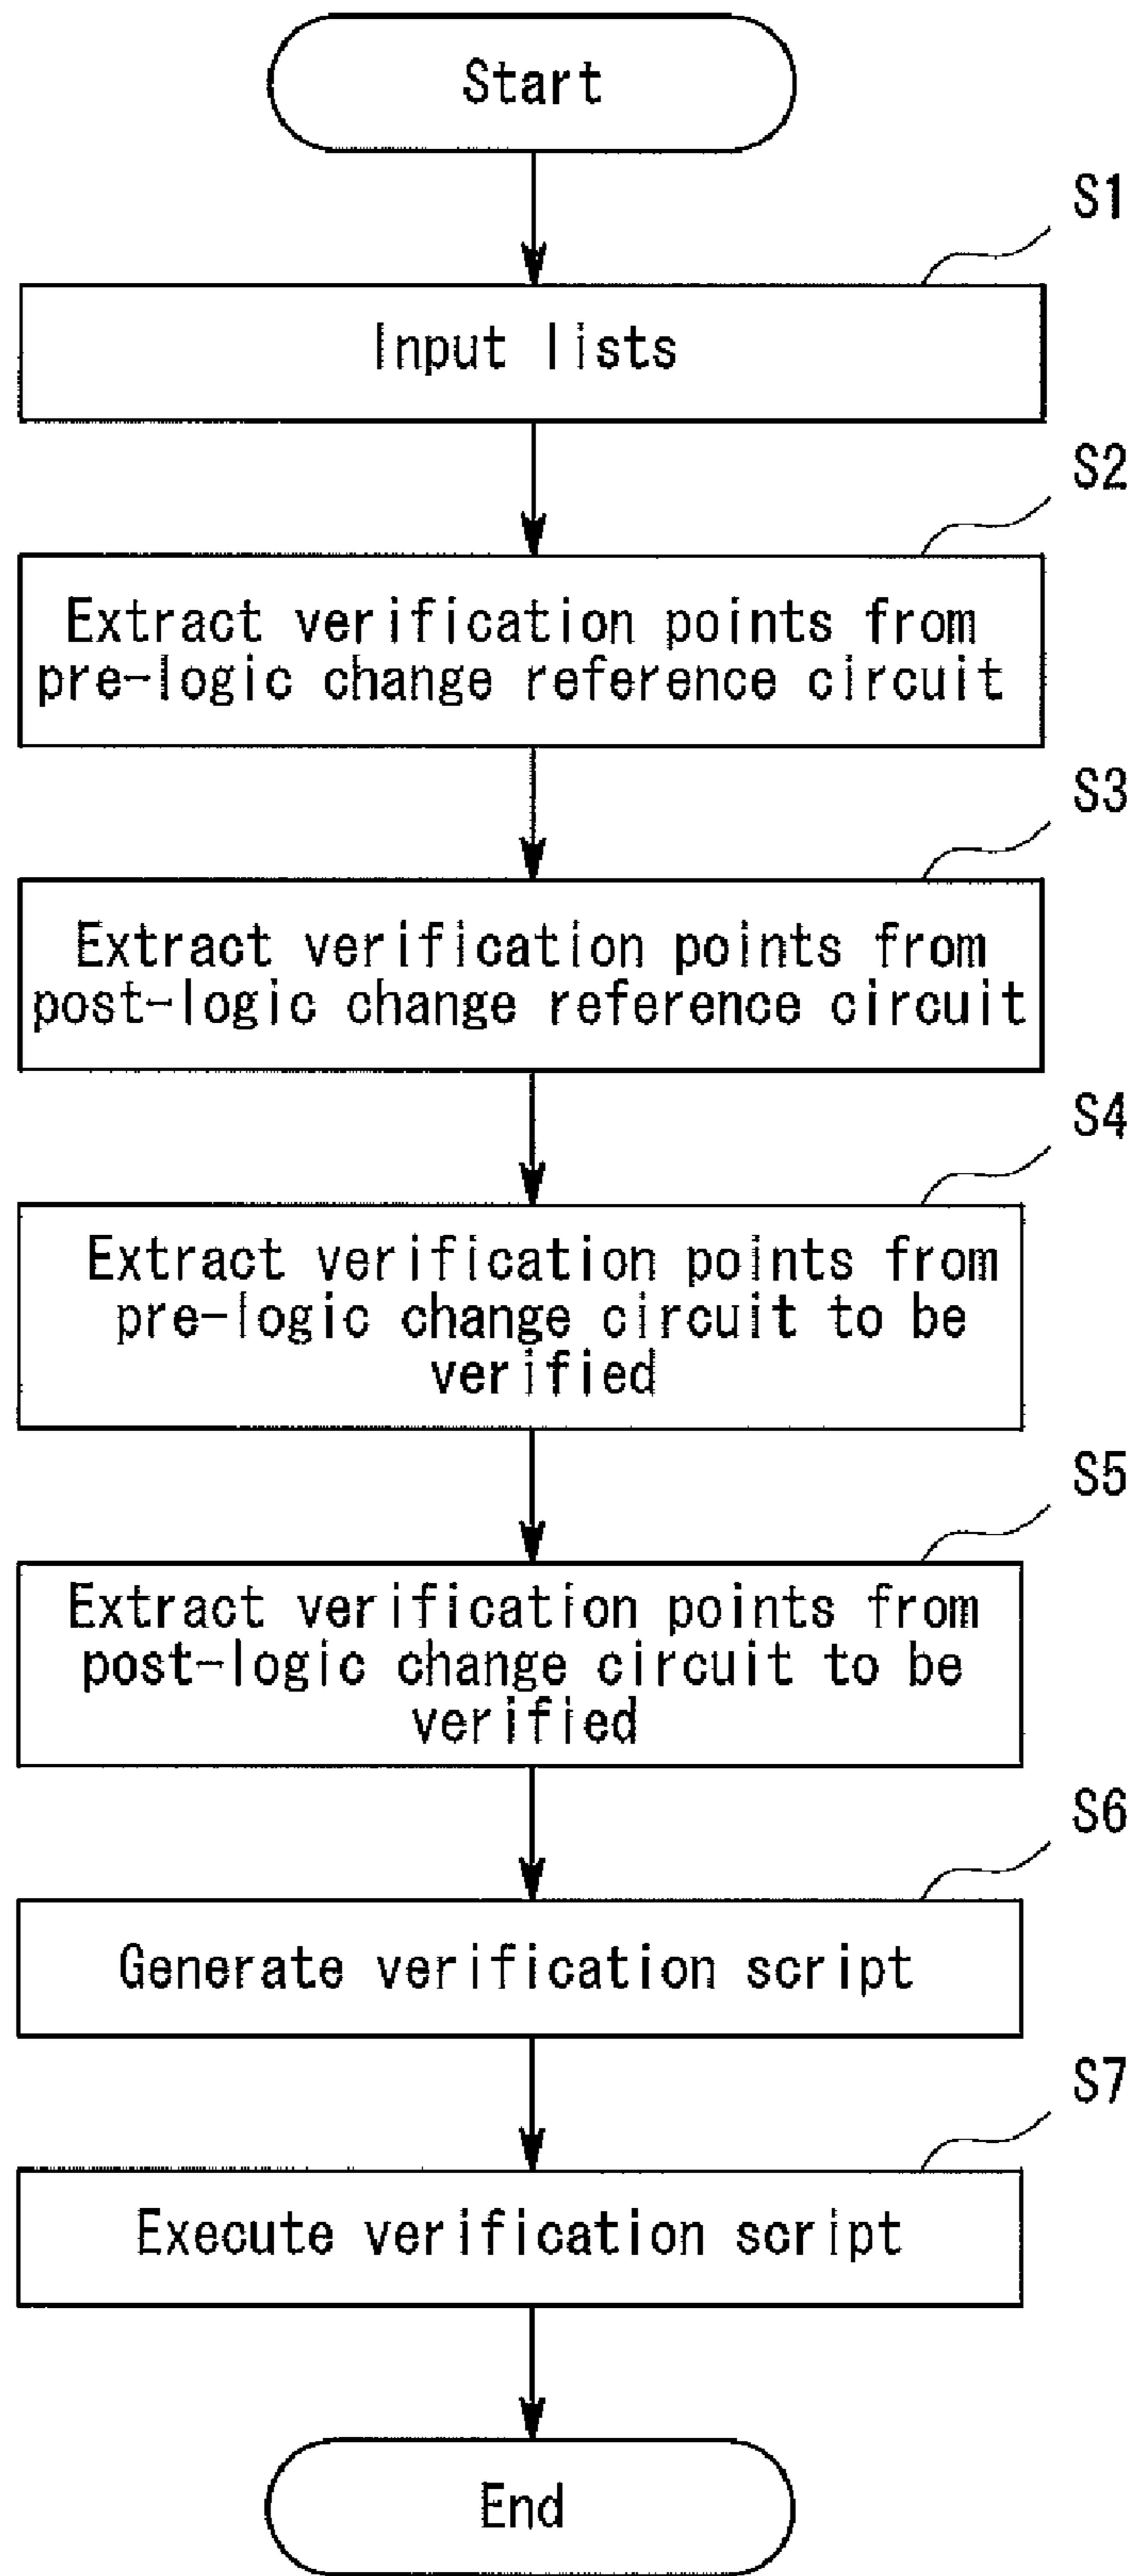 Start
S1
Input lists
S2
Extract verification points from
pre-logic change reference circuit
S3
Extract verification points from
post-logic change reference circuit
S4
Extract verification points from
pre-logic change circuit to be
verified
S5
Extract verification points from
post-logic change circuit to be
verified
S6
Generate verification script
S7
Execute verification script
End